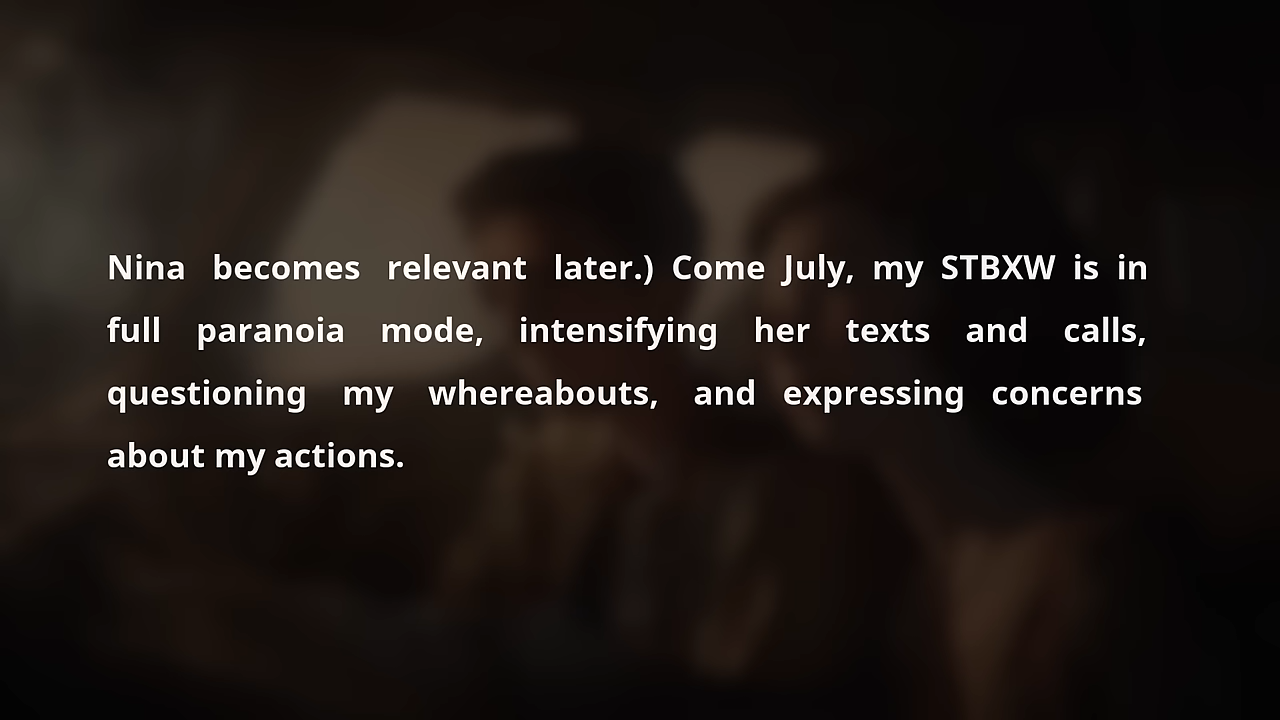 Nina becomes relevant later.) Come July, my STBXW is in
full paranoia mode, intensifying her texts and calls,
questioning my whereabouts, and expressing concerns
about my actions.